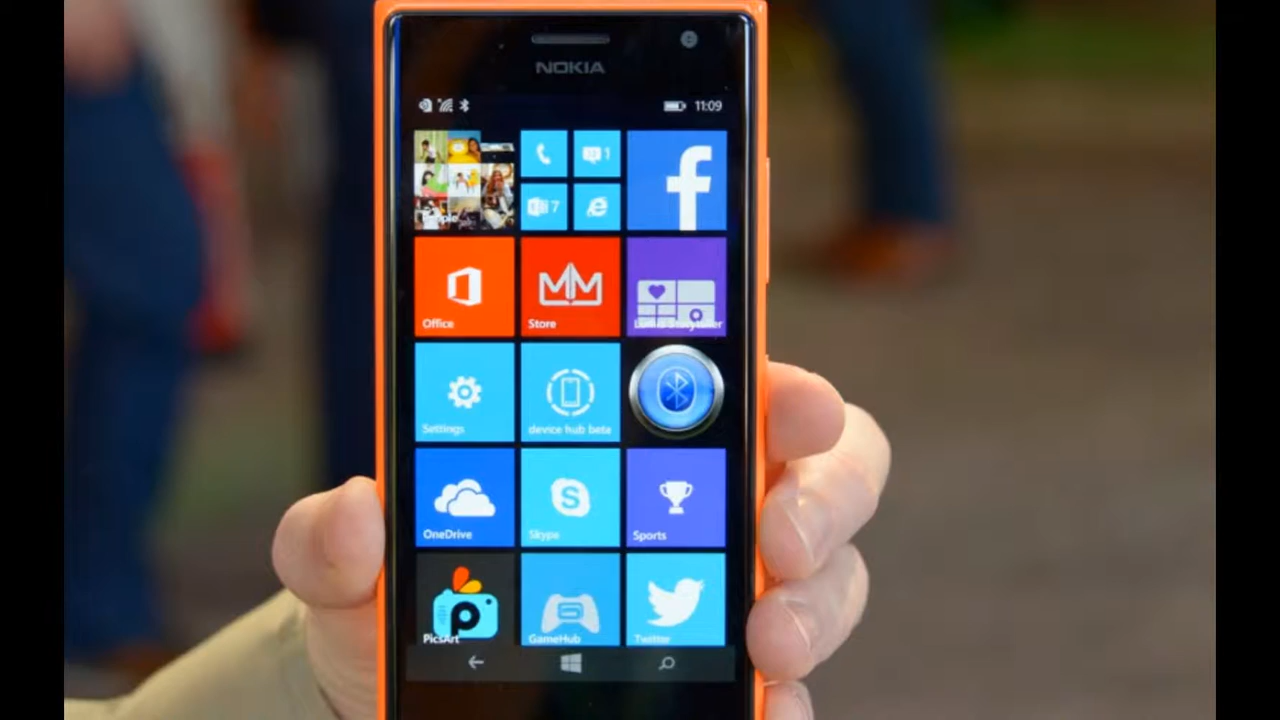 NOKIA
11:09
1
7
f
Office
Store
Settings
device hub beta
OneDrive
S
Skype
Sports
P
PicsArt
GameHub
Twitter